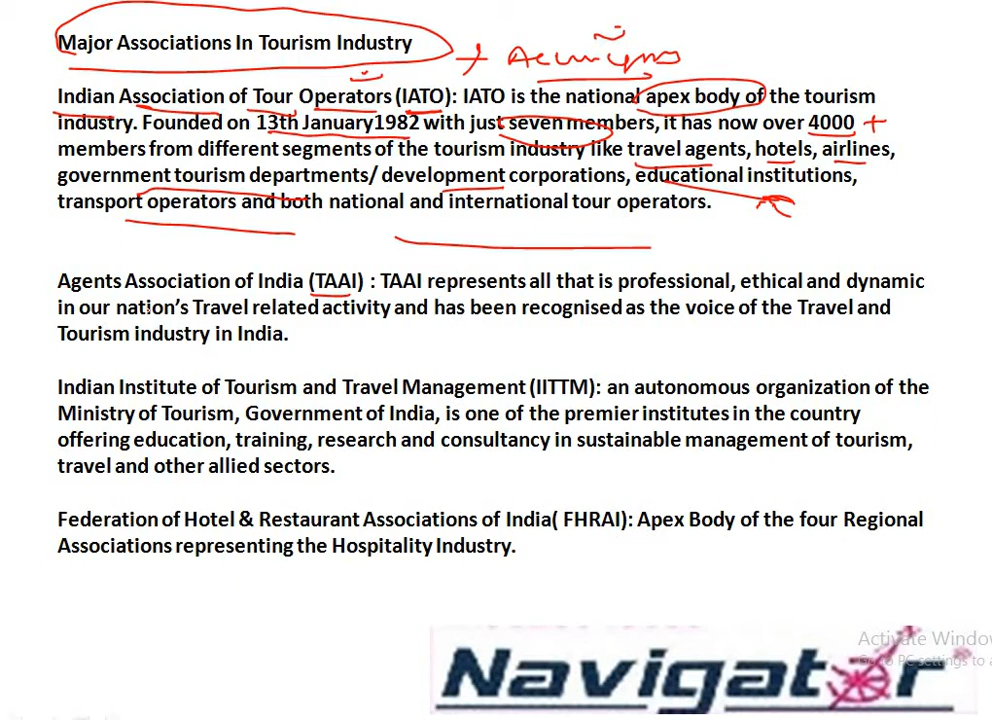 Major Associations In Tourism Industry
+ Acronyms
Indian Association of Tour Operators (IATO): IATO is the national apex body of the tourism
industry. Founded on 13th January1982 with just seven members, it has now over 4000 +
members from different segments of the tourism industry like travel agents, hotels, airlines,
government tourism departments/ development corporations, educational institutions,
transport operators and both national and international tour operators.
Agents Association of India (TAAI) : TAAI represents all that is professional, ethical and dynamic
in our nation's Travel related activity and has been recognised as the voice of the Travel and
Tourism industry in India.
Indian Institute of Tourism and Travel Management (IITTM): an autonomous organization of the
Ministry of Tourism, Government of India, is one of the premier institutes in the country
offering education, training, research and consultancy in sustainable management of tourism,
travel and other allied sectors.
Federation of Hotel & Restaurant Associations of India( FHRAI): Apex Body of the four Regional
Associations representing the Hospitality Industry.
Activate Windo
Go to PC settings to a
Navigator